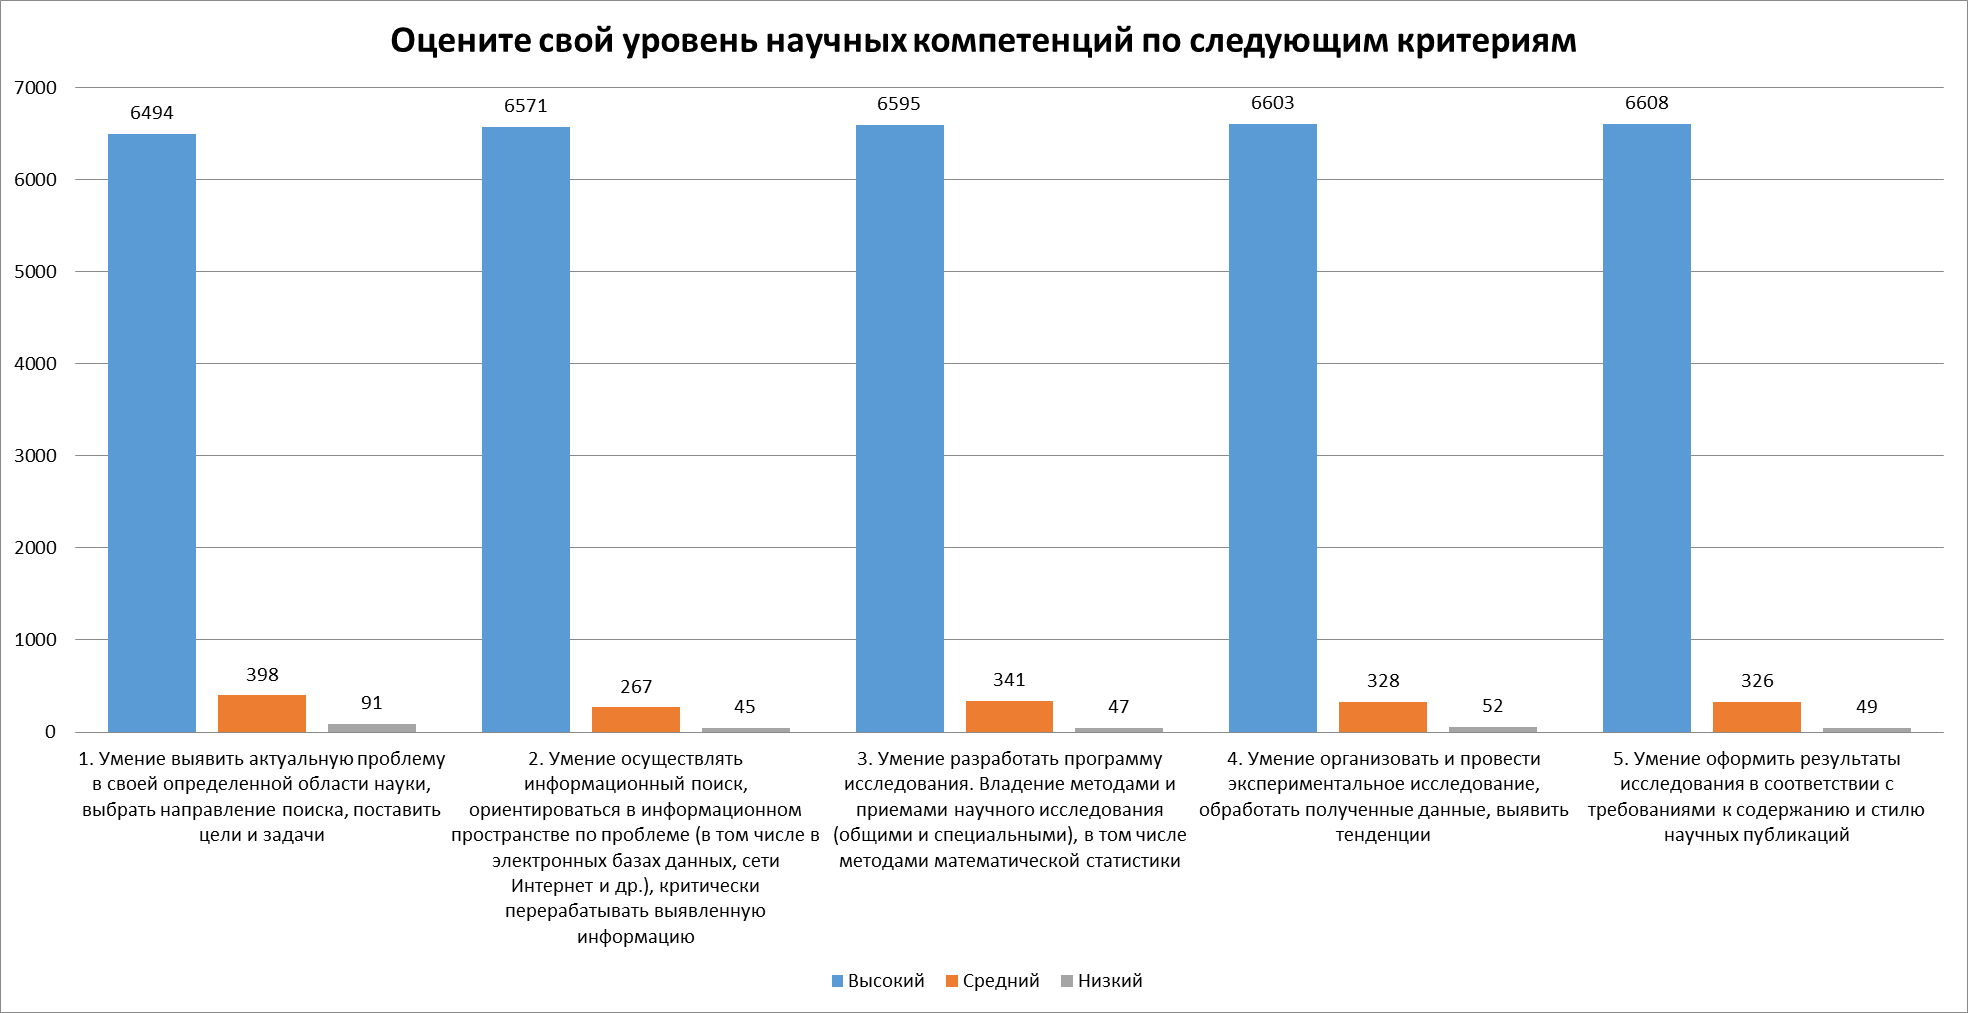 Оцените свой уровень научных компетенций по следующим критериям
7000
6000
5000
4000
3000
2000
1000
0
6494
398
91
6571
267
45
6595
341
47
6603
328
52
6608
326
49
1. Умение выявить актуальную проблему
в своей определенной области науки,
выбрать направление поиска, поставить
цели и задачи
2. Умение осуществлять
информационный поиск,
ориентироваться в информационном
пространстве по проблеме (в том числе в
электронных базах данных, сети
Интернет и др.), критически
перерабатывать выявленную
информацию
3. Умение разработать программу
исследования. Владение методами и
приемами научного исследования
(общими и специальными), в том числе
методами математической статистики
4. Умение организовать и провести
экспериментальное исследование,
обработать полученные данные, выявить
тенденции
5. Умение оформить результаты
исследования в соответствии с
требованиями к содержанию и стилю
научных публикаций
Высокий
Средний
Низкий